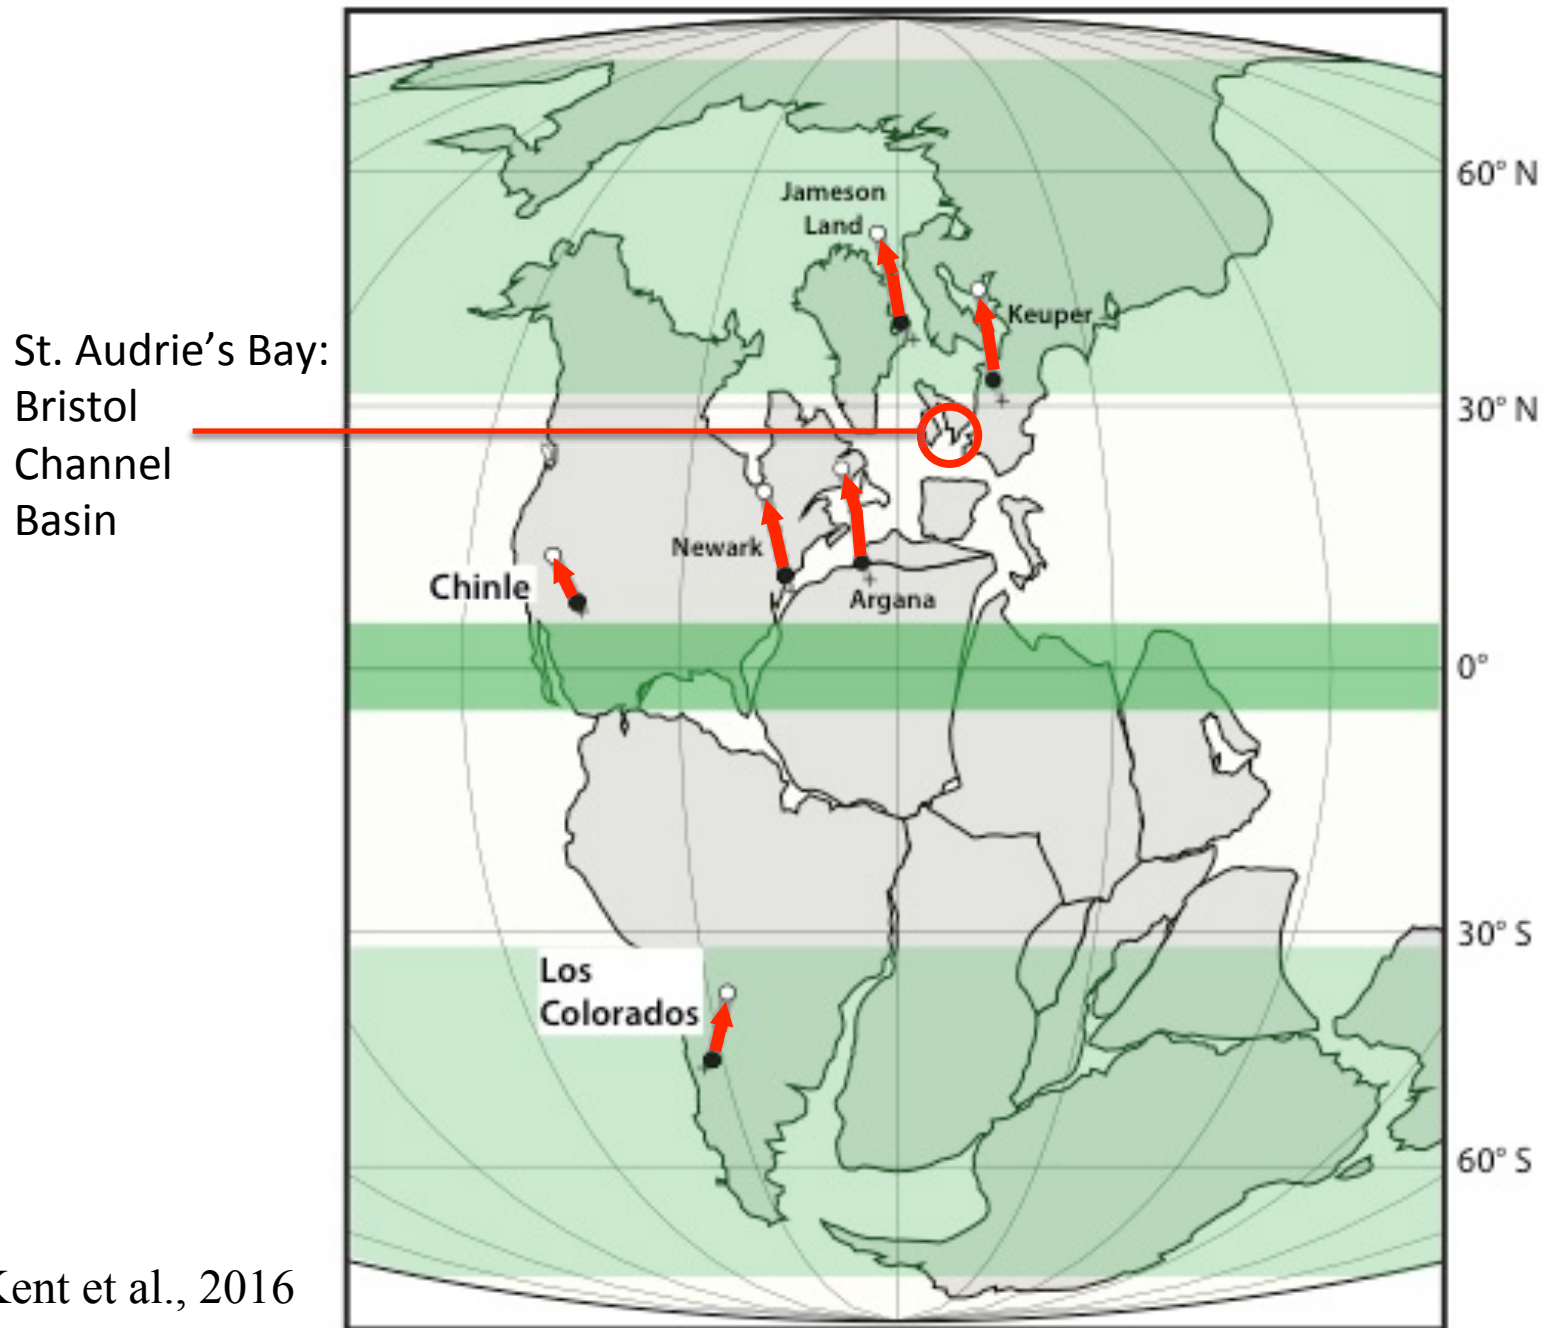 60° N
Jameson
Land
Keuper
St. Audrie’s Bay:
Bristol
Channel
Basin
30° N
Newark
Chinle
Argana
0°
30° S
Los
Colorados
60° S
Kent et al., 2016